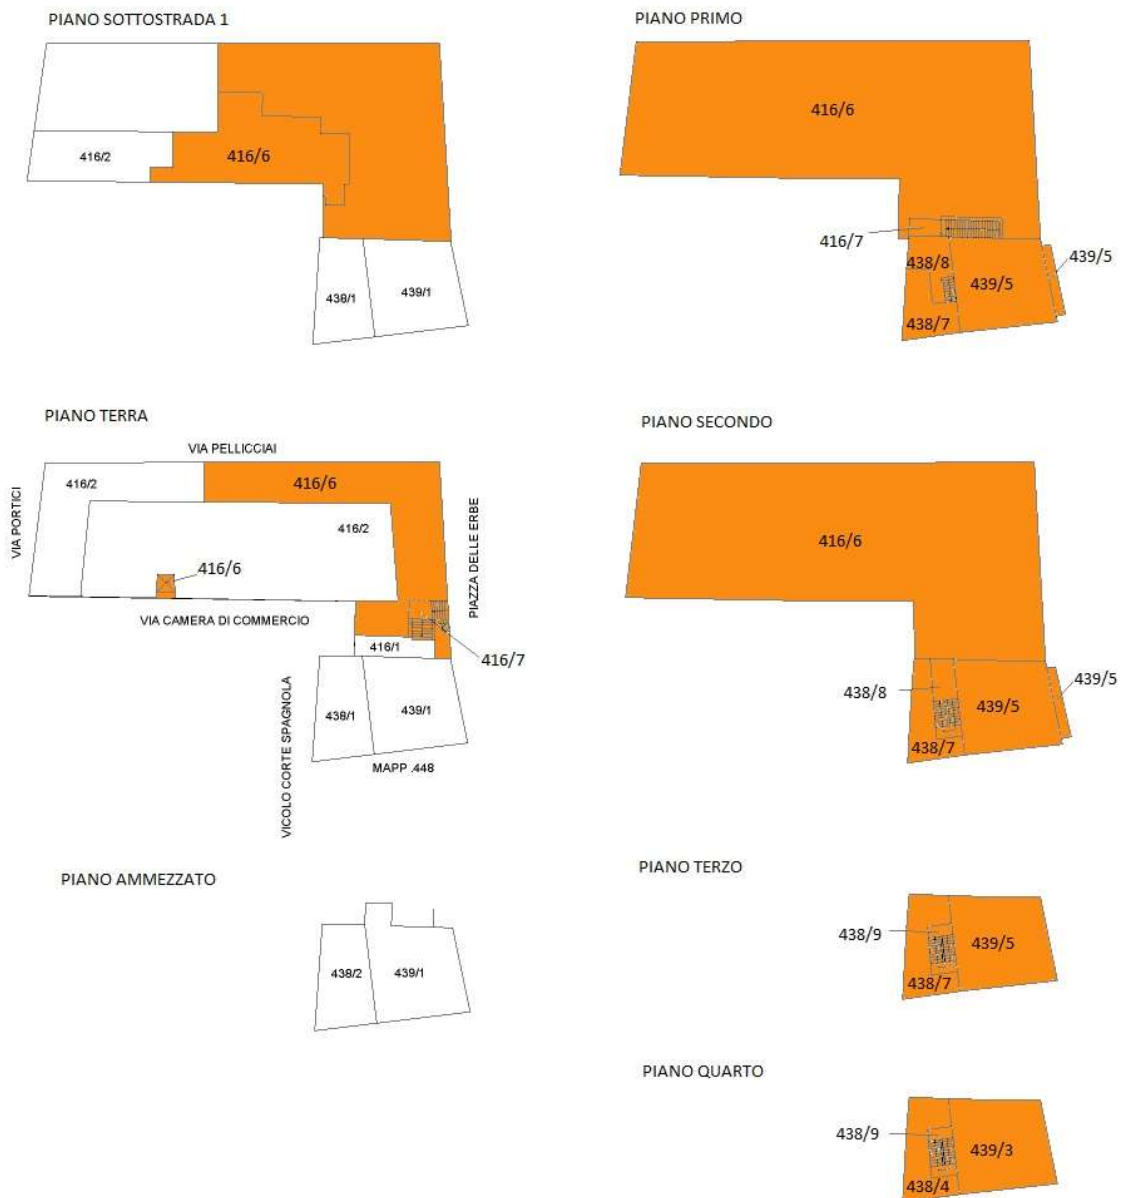 PIANO SOTTOSTRADA 1
416/2
416/6
438/1
439/1
PIANO PRIMO
416/6
416/7
438/8
439/5
439/5
438/7
PIANO TERRA
VIA PELLICCIAI
416/2
416/6
VIA PORTICI
416/2
PIAZZA DELLE ERBE
416/6
VIA CAMERA DI COMMERCIO
416/1
416/7
438/1
439/1
VICOLO CORTE SPAGNOLA
MAPP .448
PIANO SECONDO
416/6
438/8
439/5
439/5
438/7
PIANO AMMEZZATO
438/2
439/1
PIANO TERZO
438/9
439/5
438/7
PIANO QUARTO
438/9
439/3
438/4